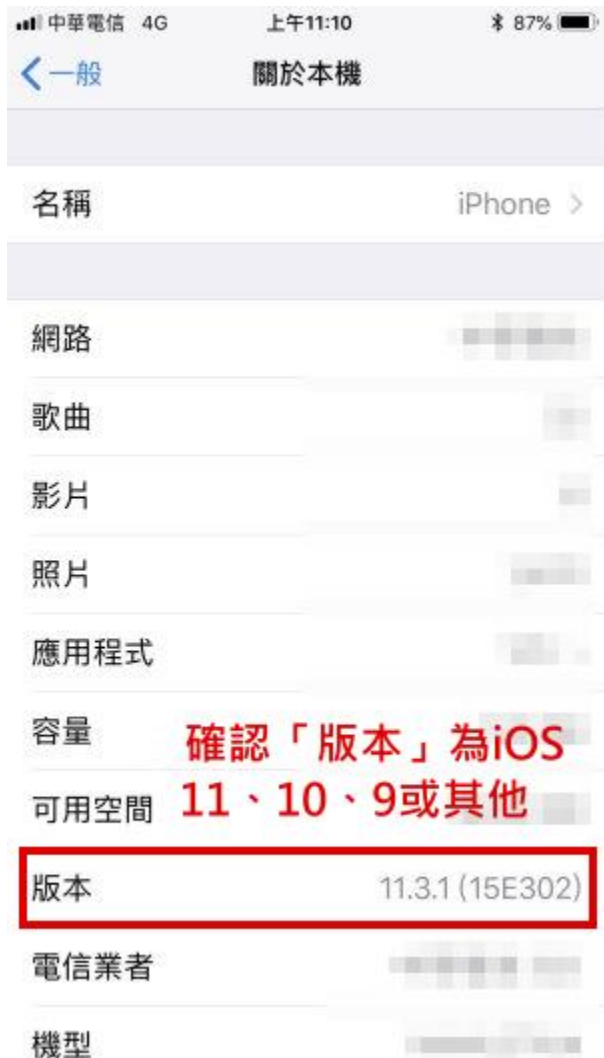 中華電信 4G 上午11:10 87%
一般 關於本機
名稱 iPhone
網路
歌曲
影片
照片
應用程式
容量
確認「版本」為iOS
可用空間
11、10、9或其他
版本 11.3.1 (15E302)
電信業者
機型